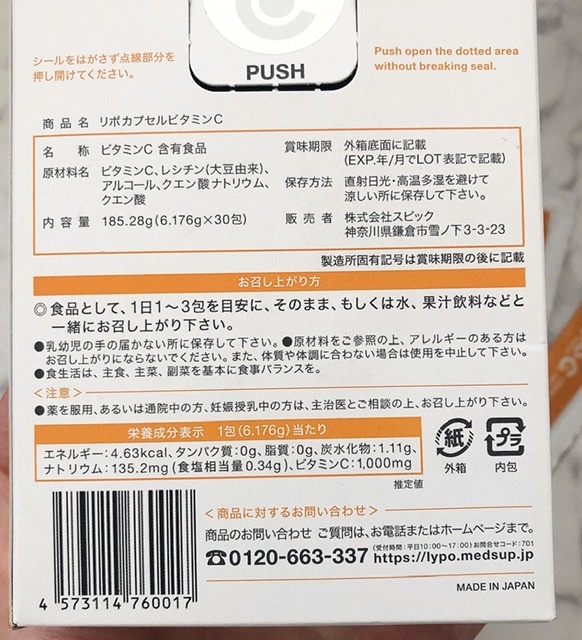 シールをはがさず点線部分を
押し開けてください。
PUSH
Push open the dotted area
without breaking seal.
商品名 リポカプセルビタミンC
名 称 ビタミンC 含有食品
原材料名 ビタミンC、レシチン(大豆由来)、
アルコール、クエン酸ナトリウム、
クエン酸
内容量 185.28g(6.176g×30包)
賞味期限 外箱底面に記載
(EXP.年/月でLOT表記で記載)
保存方法 直射日光・高温多湿を避けて
涼しい所に保存して下さい。
販売者 株式会社スピック
神奈川県鎌倉市雪ノ下3-3-23
製造所固有記号は賞味期限の後に記載
お召し上がり方
◎食品として、1日1〜3包を目安に、そのまま、もしくは水、果汁飲料などと
一緒にお召し上がり下さい。
●乳幼児の手の届かない所に保存して下さい。●原材料をご参照の上、アレルギーのある方は
お召し上がりにならないでください。また、体質や体調に合わない場合は使用を中止して下さい。
●食生活は、主食、主菜、副菜を基本に食事バランスを。
<注意>
●薬を服用、あるいは通院中の方、妊娠授乳中の方は、主治医とご相談の上、お召し上がり下さい。
栄養成分表示 1包(6.176g)当たり
エネルギー:4.63kcal、タンパク質:0g、脂質:0g、炭水化物:1.11g、
ナトリウム:135.2mg(食塩相当量0.34g)、ビタミンC:1,000mg
推定値
紙
外箱
プラ
内包
<商品に対するお問い合わせ>
商品のお問い合わせ ご質問は、お電話またはホームページまで。
☎0120-663-337 (受付時間:平日10:00〜17:00)お問合せコード:701
https://lypo.medsup.jp
MADE IN JAPAN
4 573114 760017